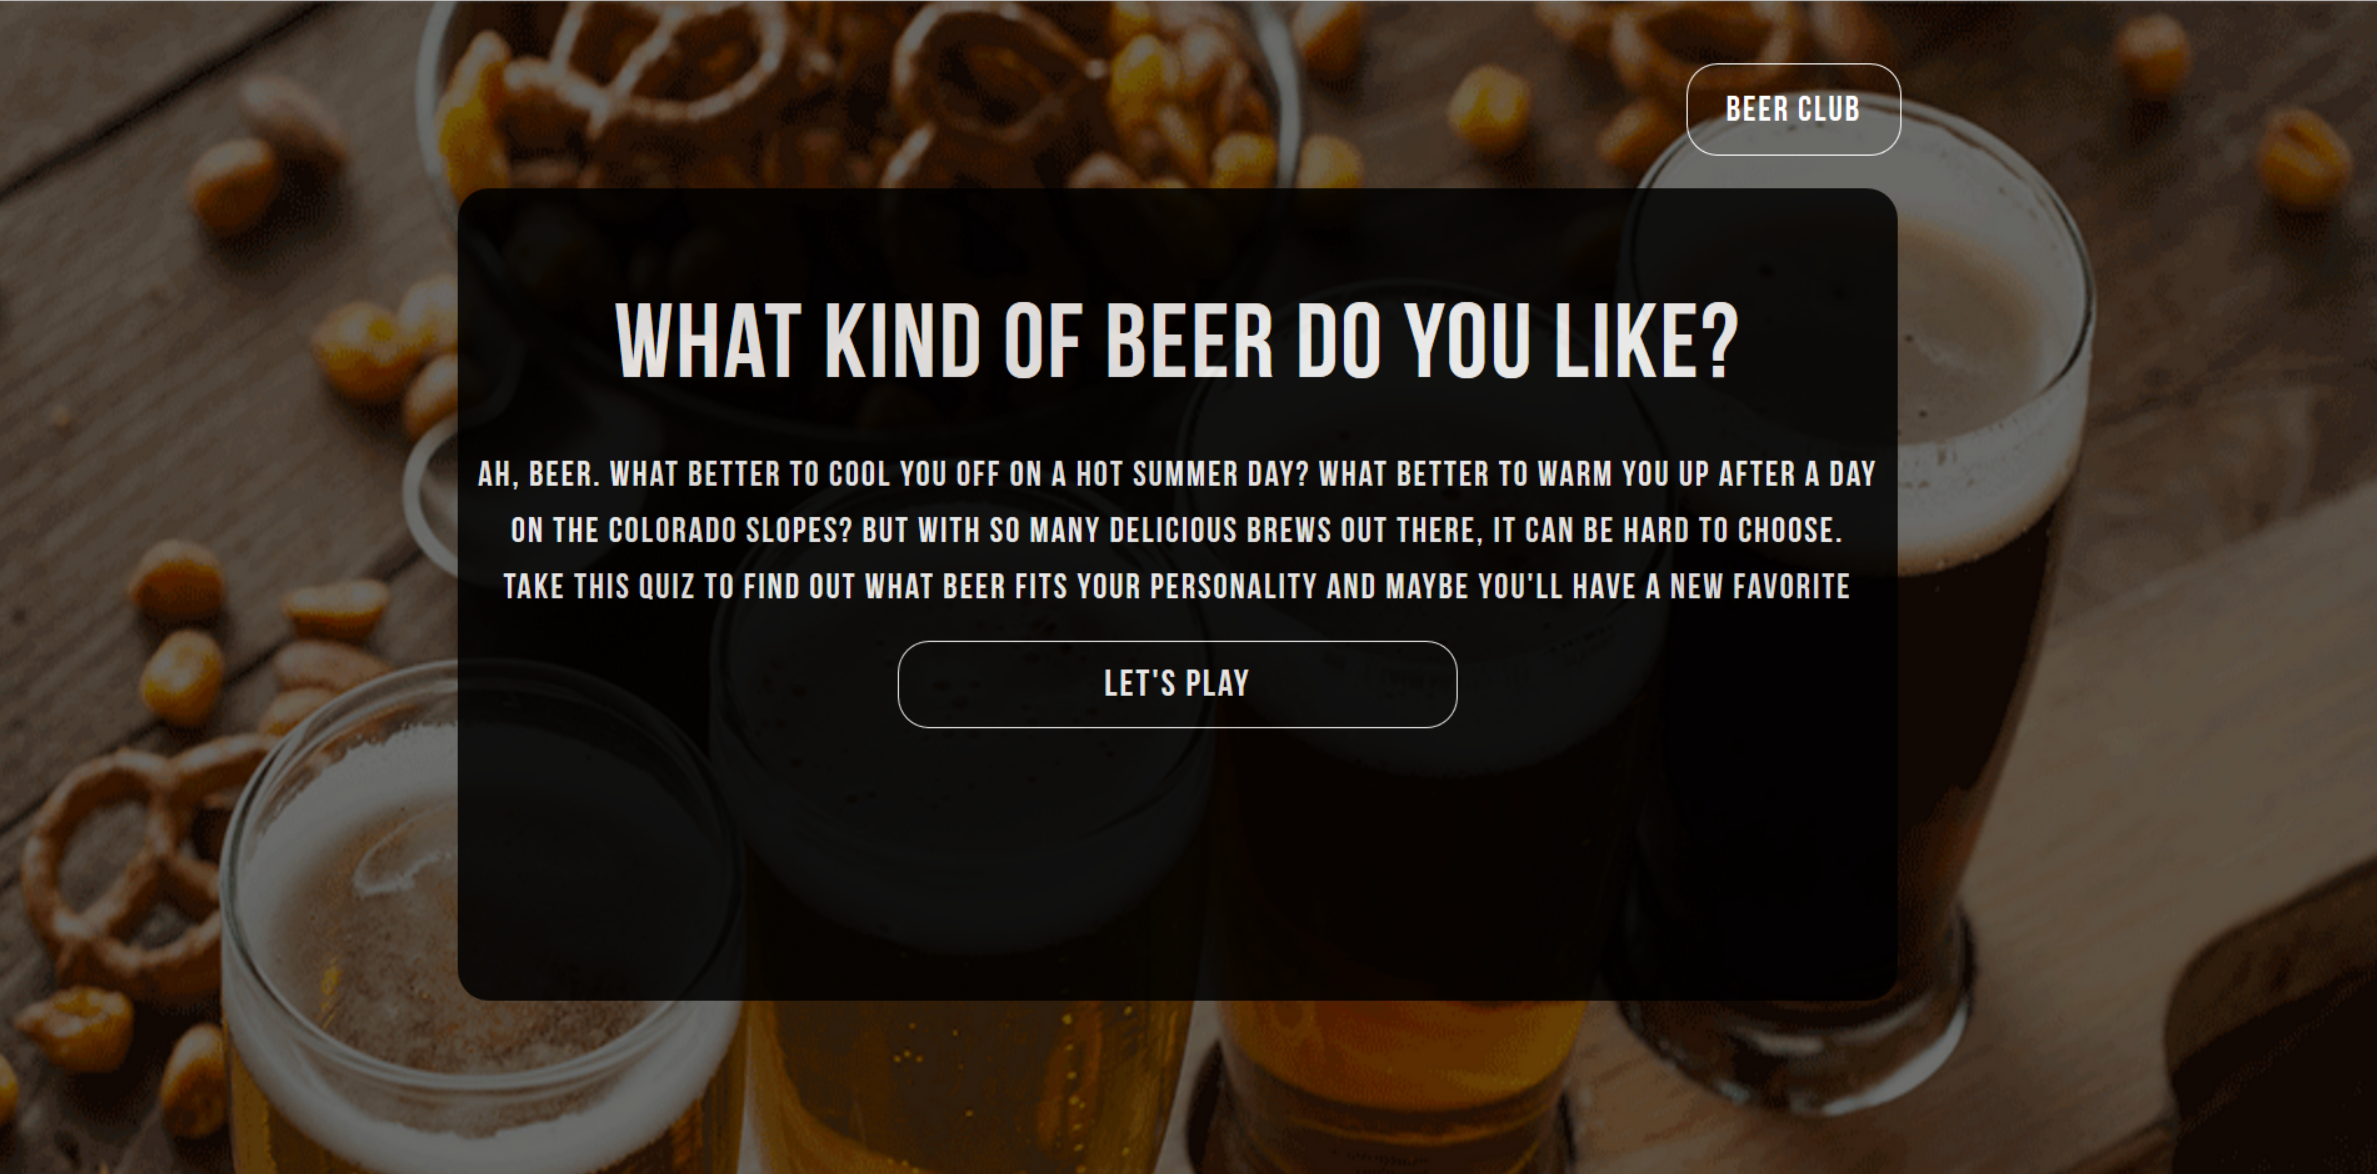 BEER CLUB
WHAT KIND OF BEER DO YOU LIKE?
AH, BEER. WHAT BETTER TO COOL YOU OFF ON A HOT SUMMER DAY? WHAT BETTER TO WARM YOU UP AFTER A DAY
ON THE COLORADO SLOPES? BUT WITH SO MANY DELICIOUS BREWS OUT THERE, IT CAN BE HARD TO CHOOSE.
TAKE THIS QUIZ TO FIND OUT WHAT BEER FITS YOUR PERSONALITY AND MAYBE YOU'LL HAVE A NEW FAVORITE
LET'S PLAY